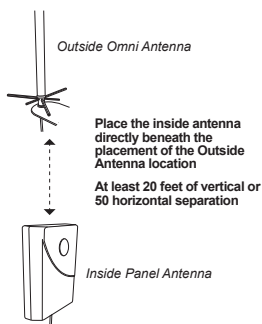 Outside Omni Antenna
Place the inside antenna
directly beneath the
placement of the Outside
Antenna location
At least 20 feet of vertical or
50 horizontal separation
Inside Panel Antenna